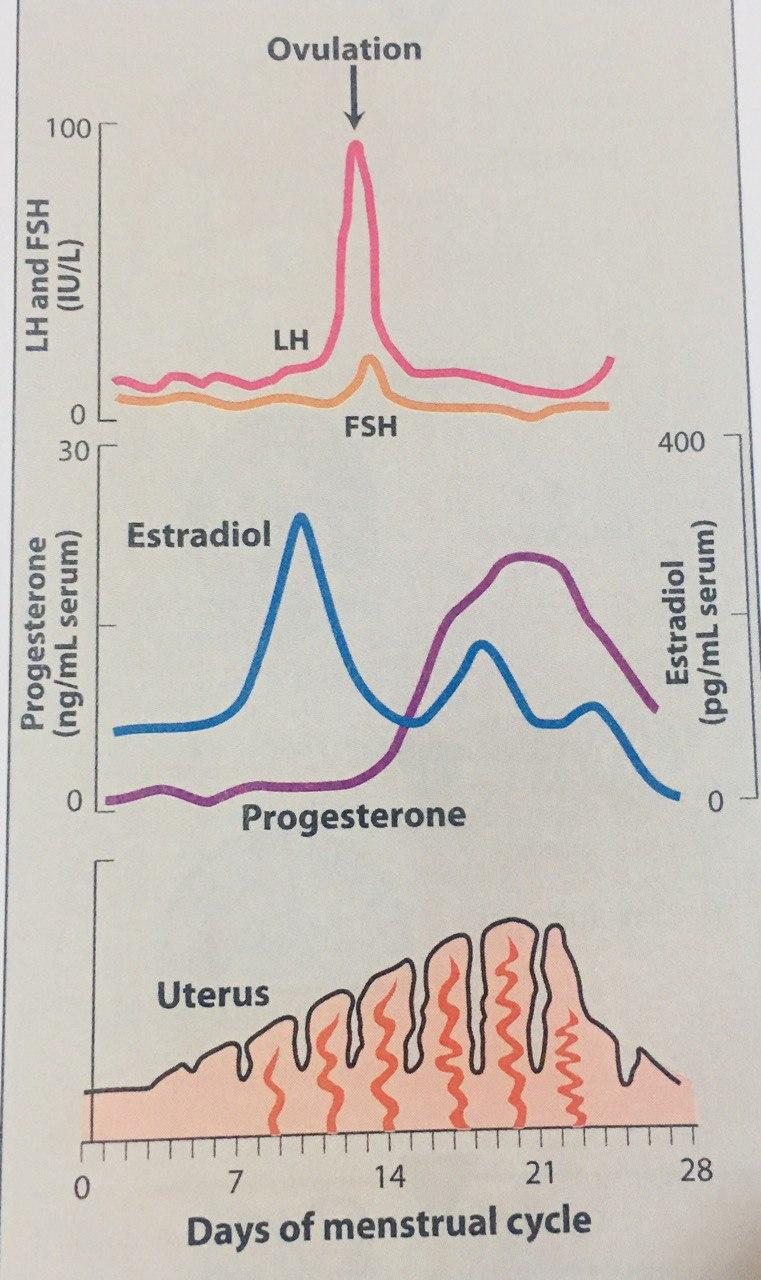 Ovulation
100
LH and FSH
(IU/L)
LH
0
FSH
30
400
Estradiol
Progesterone
(ng/mL serum)
Estradiol
(pg/mL serum)
0
0
Progesterone
Uterus
0
7
14
21
28
Days of menstrual cycle